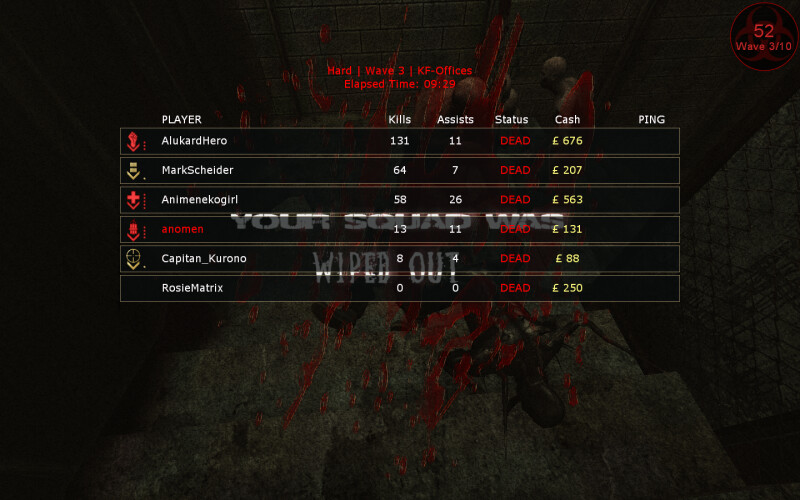 52
Wave 3/10
Hard | Wave 3 | KF-Offices
Elapsed Time: 09:29
PLAYER Kills Assists Status Cash PING
AlukardHero 131 11 DEAD £ 676
MarkScheider 64 7 DEAD £ 207
Animenekogirl 58 26 DEAD £ 563
YOUR SQUAD WAS
anomen 13 11 DEAD £ 131
Capitan_Kurono 8 4 DEAD £ 88
WIPED OUT
RosieMatrix 0 0 DEAD £ 250